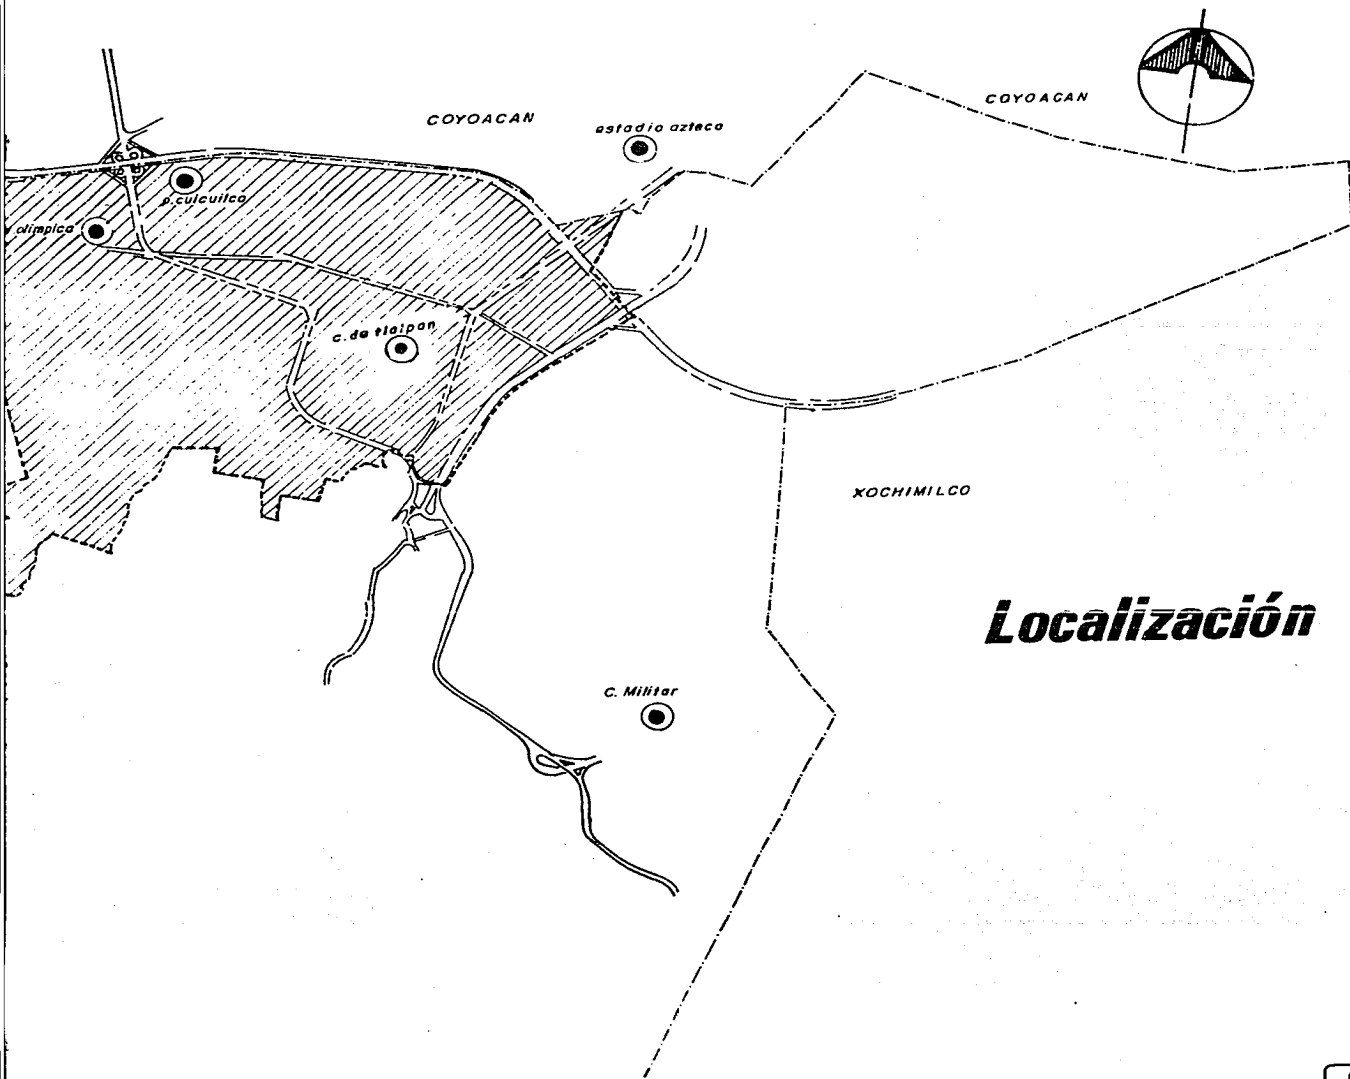 COYOACAN
COYOACAN
estadio azteca
p. cuicuilco
olimpica
c. de tlalpan
XOCHIMILCO
Localización
C. Militar